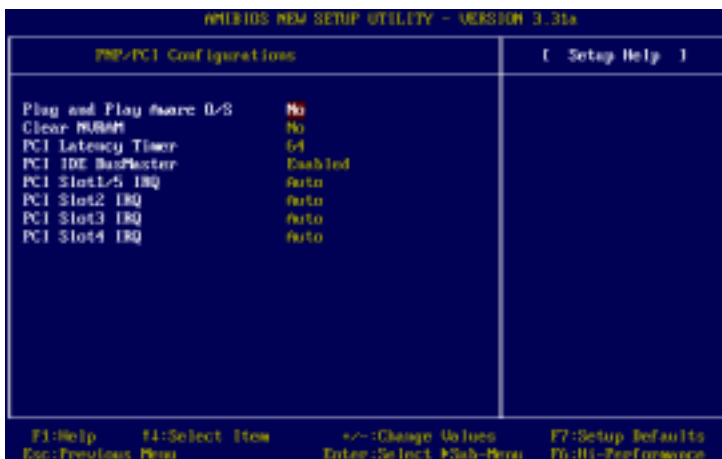 AMIBIOS NEW SETUP UTILITY - VERSION 3.31a
PNP/PCI Configurations
[ Setup Help ]
Plug and Play Aware O/S No
Clear NVRAM No
PCI Latency Timer 64
PCI IDE BusMaster Enabled
PCI Slot1/5 IRQ Auto
PCI Slot2 IRQ Auto
PCI Slot3 IRQ Auto
PCI Slot4 IRQ Auto
F1:Help ↑↓:Select Item +/-:Change Values F7:Setup Defaults
Esc:Previous Menu Enter:Select ▶Sub-Menu F6:Hi-Performance